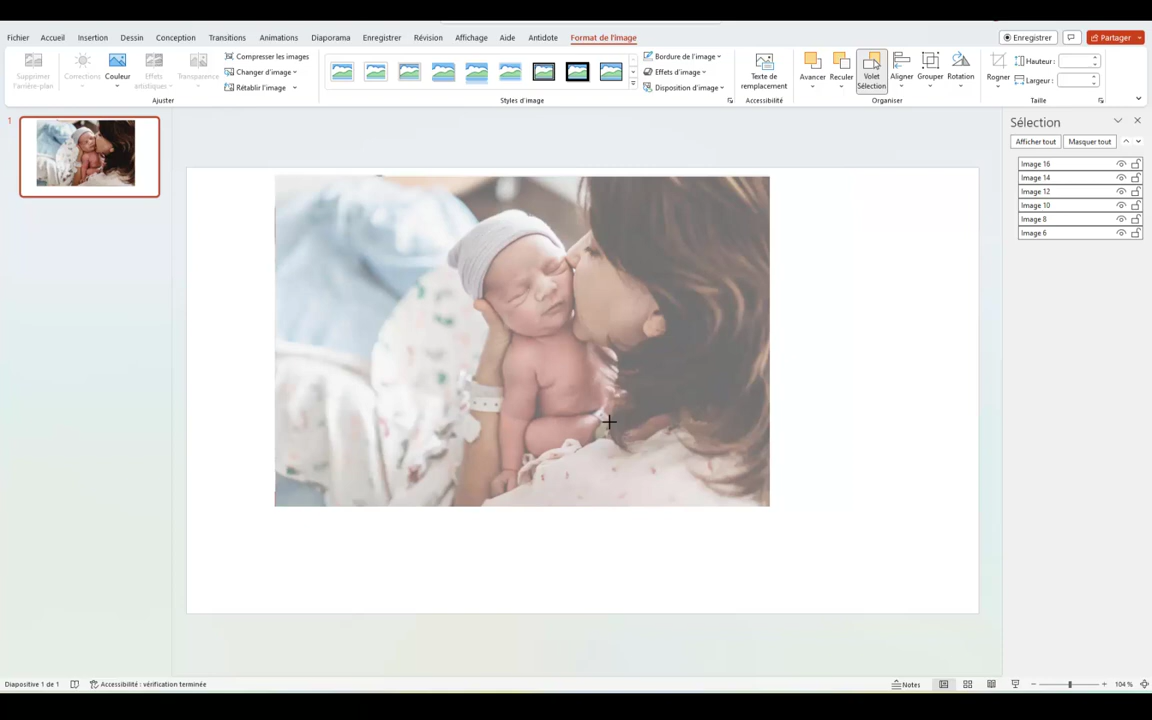 Fichier Accueil Insertion Dessin Conception Transitions Animations Diaporama Enregistrer Révision Affichage Aide Antidote Format de l'image Enregistrer Partager
Supprimer l'arrière-plan
Corrections
Couleur
Effets artistiques
Transparence
Compresser les images
Changer d'image
Rétablir l'image
Ajuster
Styles d'image
Bordure de l'image
Effets d'image
Disposition d'image
Texte de remplacement
Accessibilité
Avancer
Reculer
Volet Sélection
Aligner
Grouper
Rotation
Organiser
Rogner
Hauteur :
Largeur :
Taille
1
Sélection
Afficher tout Masquer tout
Image 16
Image 14
Image 12
Image 10
Image 8
Image 6
Diapositive 1 de 1 Accessibilité : vérification terminée Notes 104 %